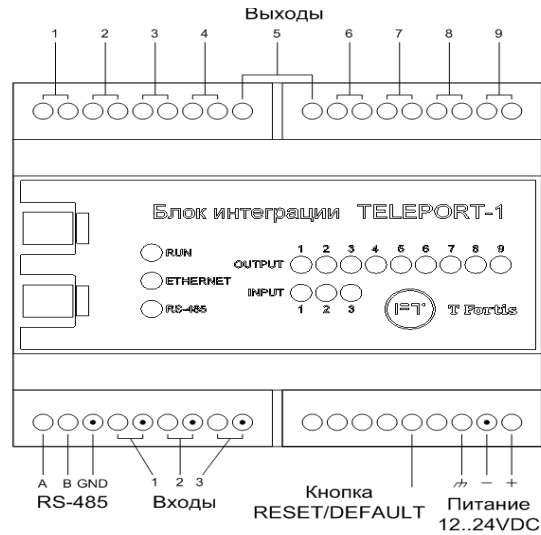 Выходы
1 2 3 4 5 6 7 8 9
Блок интеграции TELEPORT-1
RUN
1 2 3 4 5 6 7 8 9
OUTPUT
ETHERNET
INPUT
RS-485
1 2 3
FT T Fortis
A B GND 1 2 3
RS-485 Входы
Кнопка
RESET/DEFAULT
− +
Питание
12..24VDC